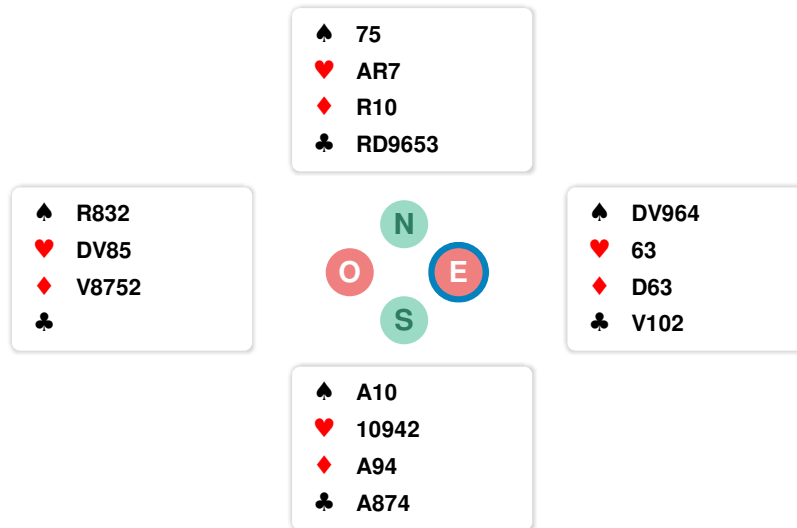 ♠ 75
♥ AR7
♦ R10
♣ RD9653
♠ R832
♥ DV85
♦ V8752
♣
N
O
E
S
♠ DV964
♥ 63
♦ D63
♣ V102
♠ A10
♥ 10942
♦ A94
♣ A874